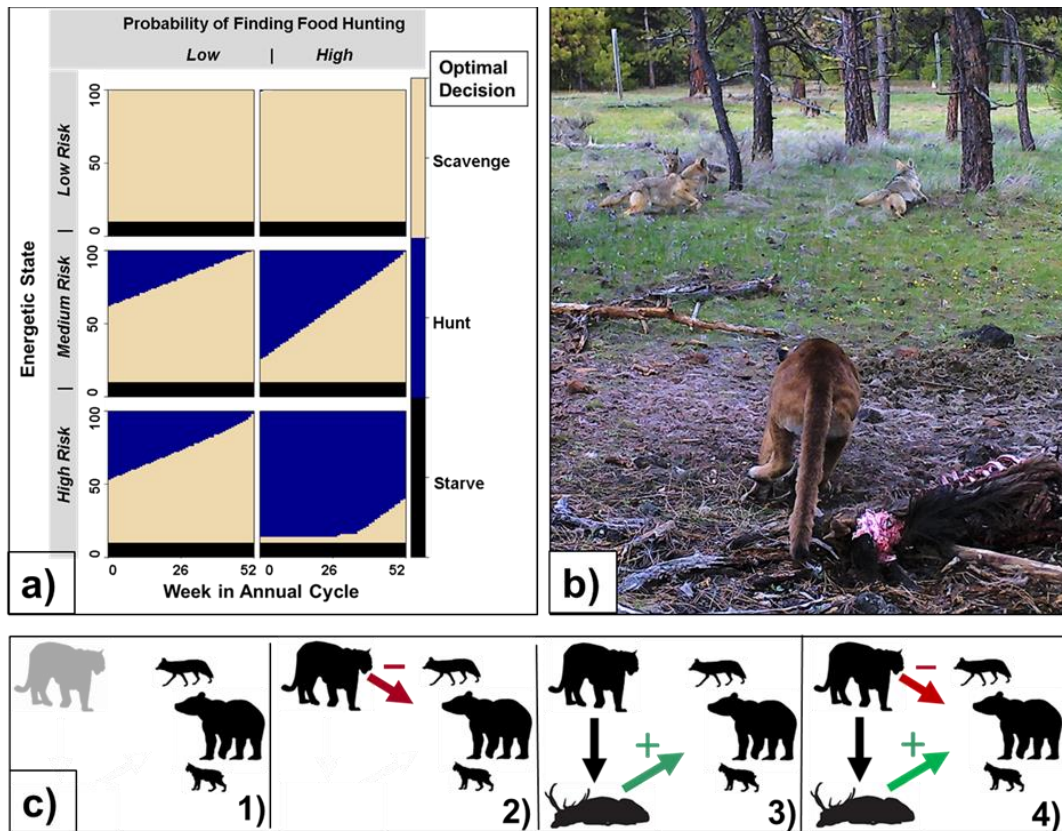 Probability of Finding Food Hunting
Low | High
Optimal
Decision
Energetic State
Low Risk | Medium Risk | High Risk
100
50
0
100
50
0
100
50
0
Scavenge
Hunt
Starve
0 26 52 0 26 52
Week in Annual Cycle
a)
b)
c)
1)
−
2)
+
3)
−
+
4)